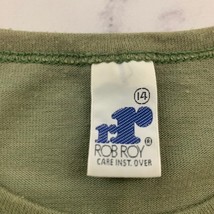 14
rr®
ROB ROY
CARE INST. OVER